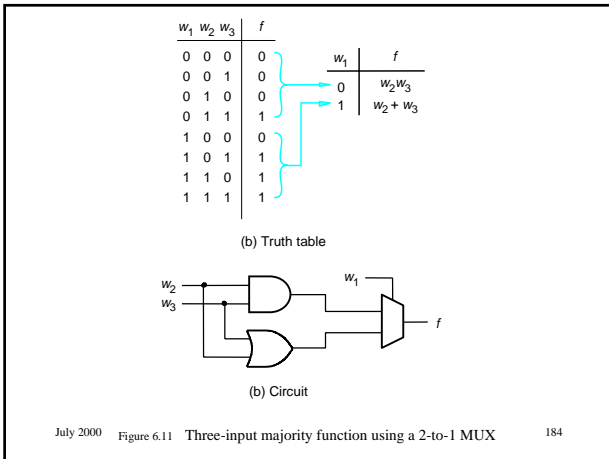 w1 w2 w3 f
0 0 0 0
0 0 1 0
0 1 0 0
0 1 1 1
1 0 0 0
1 0 1 1
1 1 0 1
1 1 1 1
w1 f
0 w2w3
1 w2 + w3
(b) Truth table
w1
w2
w3
f
(b) Circuit
July 2000 Figure 6.11 Three-input majority function using a 2-to-1 MUX 184